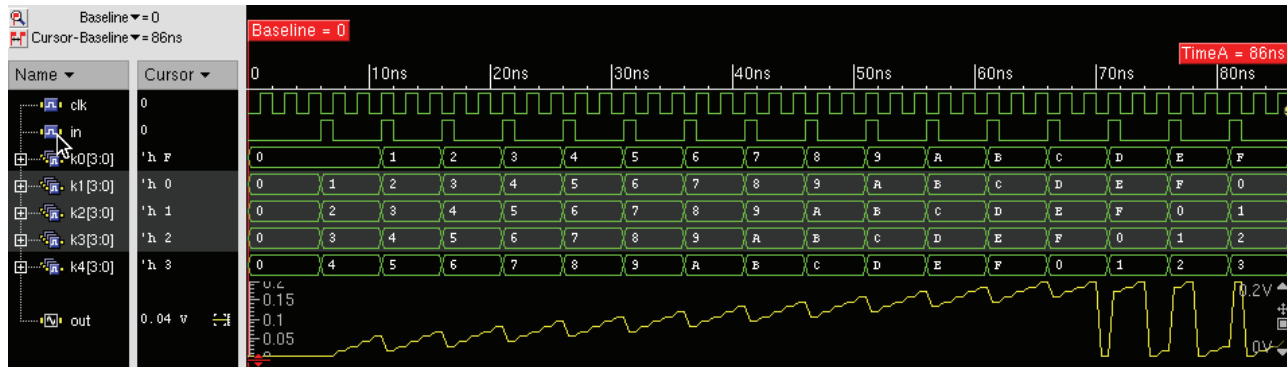 Baseline ▾= 0
Cursor-Baseline ▾= 86ns
Baseline = 0
TimeA = 86ns
Name ▾ Cursor ▾ 0 10ns 20ns 30ns 40ns 50ns 60ns 70ns 80ns
clk 0
in 0
k0[3:0] 'h F 0 1 2 3 4 5 6 7 8 9 A B C D E F
k1[3:0] 'h 0 0 1 2 3 4 5 6 7 8 9 A B C D E F 0
k2[3:0] 'h 1 0 2 3 4 5 6 7 8 9 A B C D E F 0 1
k3[3:0] 'h 2 0 3 4 5 6 7 8 9 A B C D E F 0 1 2
k4[3:0] 'h 3 0 4 5 6 7 8 9 A B C D E F 0 1 2 3
0.2 0.2V
0.15
out 0.04 V 0.1
0.05
0 0V